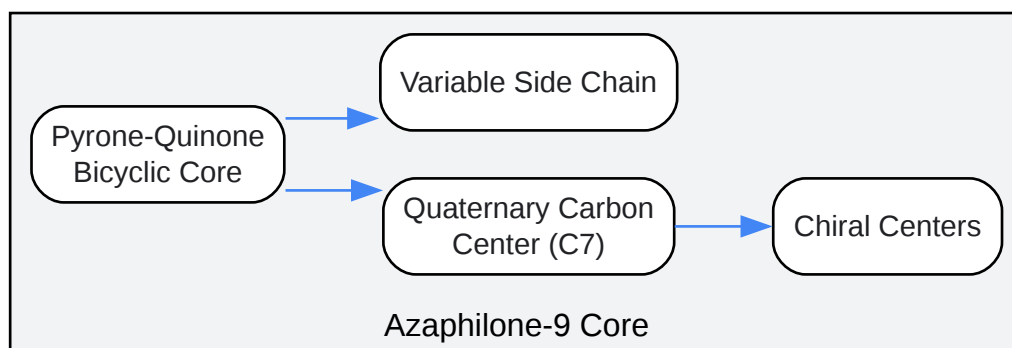 Variable Side Chain
Pyrone-Quinone
Bicyclic Core
Quaternary Carbon
Center (C7)
Chiral Centers
Azaphilone-9 Core